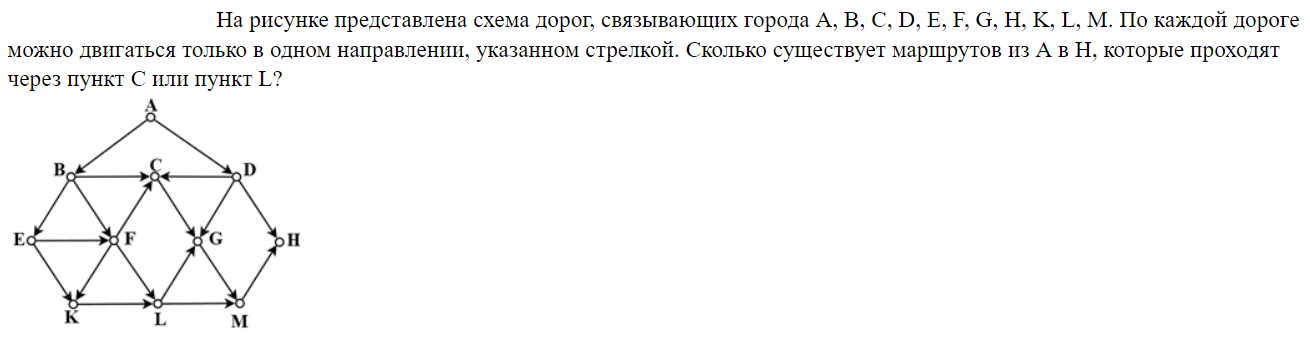 На рисунке представлена схема дорог, связывающих города A, B, C, D, E, F, G, H, K, L, M. По каждой дороге
можно двигаться только в одном направлении, указанном стрелкой. Сколько существует маршрутов из A в H, которые проходят
через пункт C или пункт L?
A
B
C
D
E
F
G
H
K
L
M